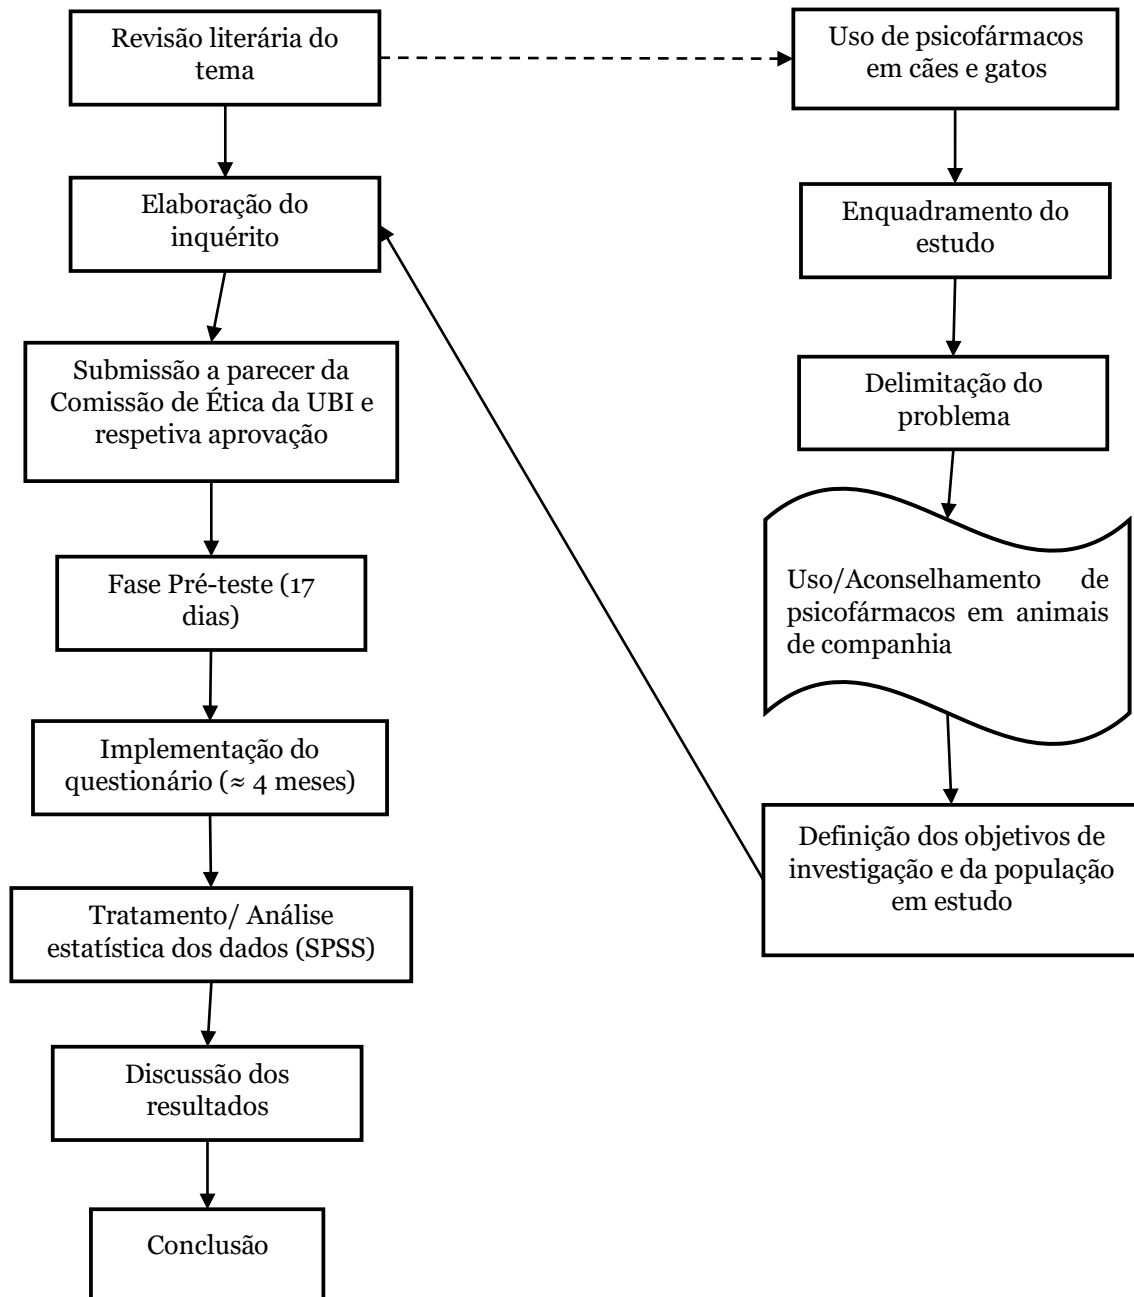 Revisão literária do
tema
Elaboração do
inquérito
Submissão a parecer da
Comissão de Ética da UBI e
respetiva aprovação
Fase Pré-teste (17
dias)
Implementação do
questionário (≈ 4 meses)
Tratamento/ Análise
estatística dos dados (SPSS)
Discussão dos
resultados
Conclusão
Uso de psicofármacos
em cães e gatos
Enquadramento do
estudo
Delimitação do
problema
Uso/Aconselhamento de
psicofármacos em animais
de companhia
Definição dos objetivos de
investigação e da população
em estudo